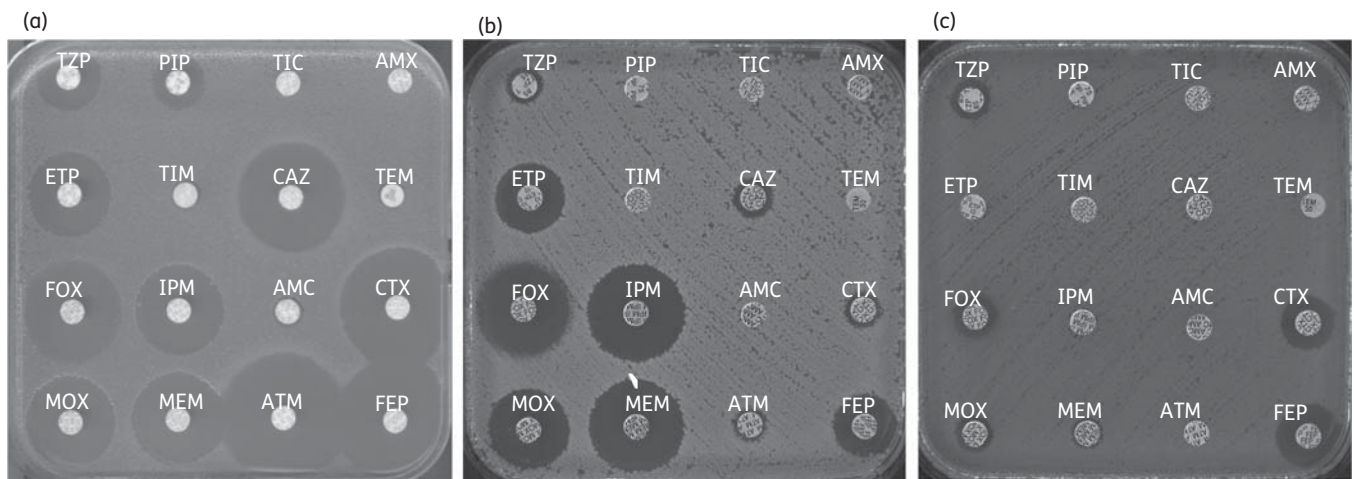 (a)
(b)
(c)
TZP PIP TIC AMX
ETP TIM CAZ TEM
FOX IPM AMC CTX
MOX MEM ATM FEP
TZP PIP TIC AMX
ETP TIM CAZ TEM
FOX IPM AMC CTX
MOX MEM ATM FEP
TZP PIP TIC AMX
ETP TIM CAZ TEM
FOX IPM AMC CTX
MOX MEM ATM FEP